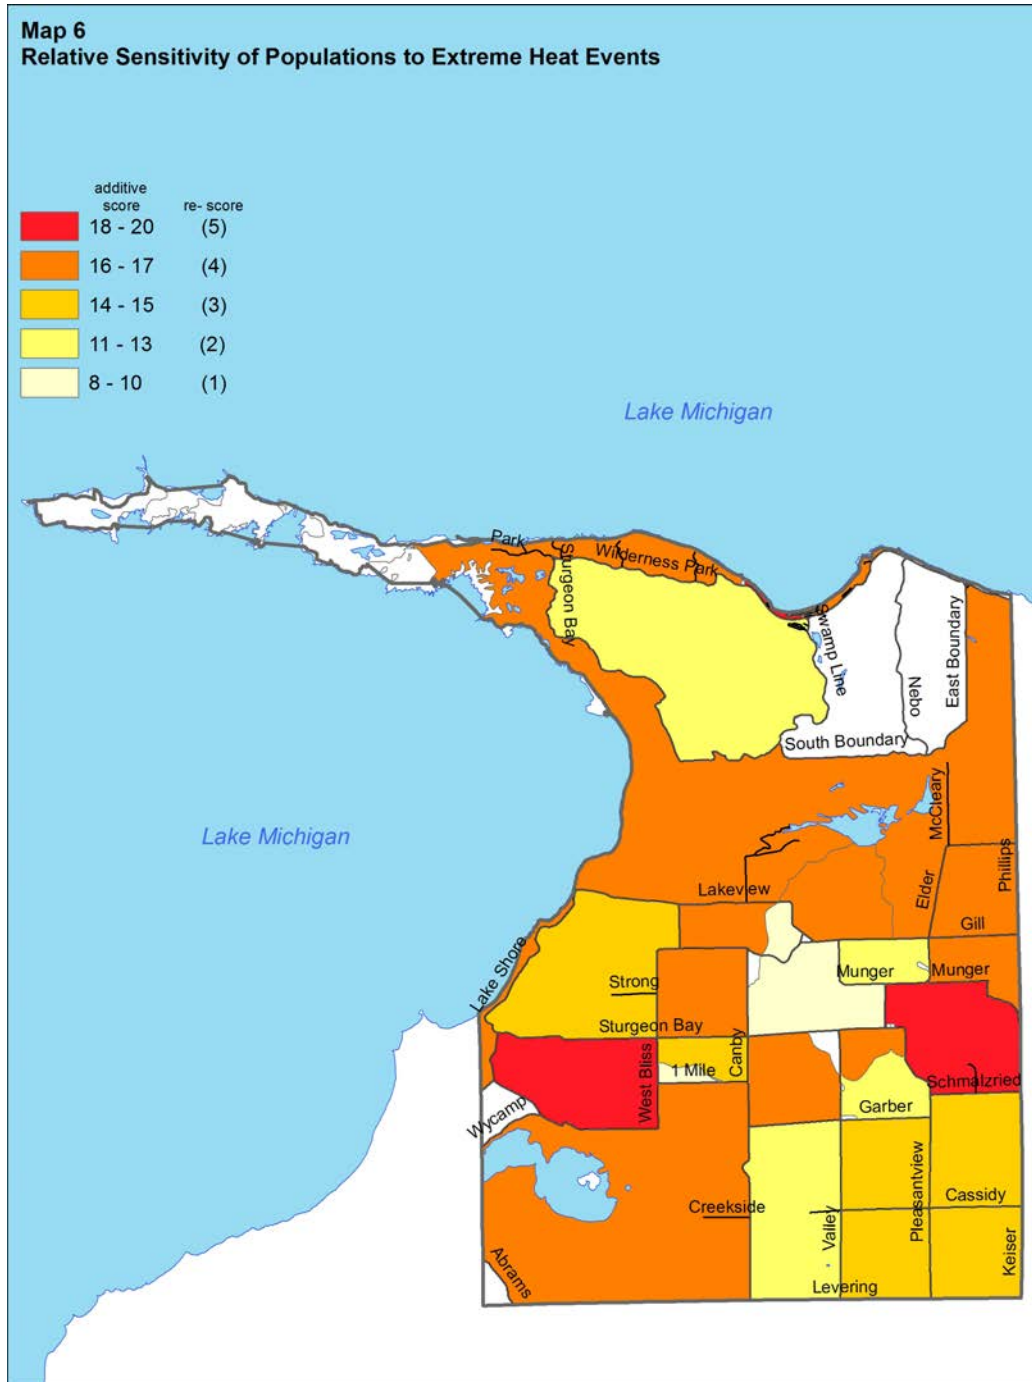 Map 6
Relative Sensitivity of Populations to Extreme Heat Events
additive
score
re- score
18 - 20
(5)
16 - 17
(4)
14 - 15
(3)
11 - 13
(2)
8 - 10
(1)
Lake Michigan
Park
Wilderness Park
Sturgeon Bay
Swamp Line
Nebo
East Boundary
South Boundary
Lake Michigan
McCleary
Lakeview
Elder
Phillips
Gill
Lake Shore
Strong
Munger
Munger
Sturgeon Bay
West Bliss
1 Mile
Canby
Schmalzried
Wycamp
Garber
Creekside
Valley
Pleasantview
Cassidy
Keiser
Abrams
Levering